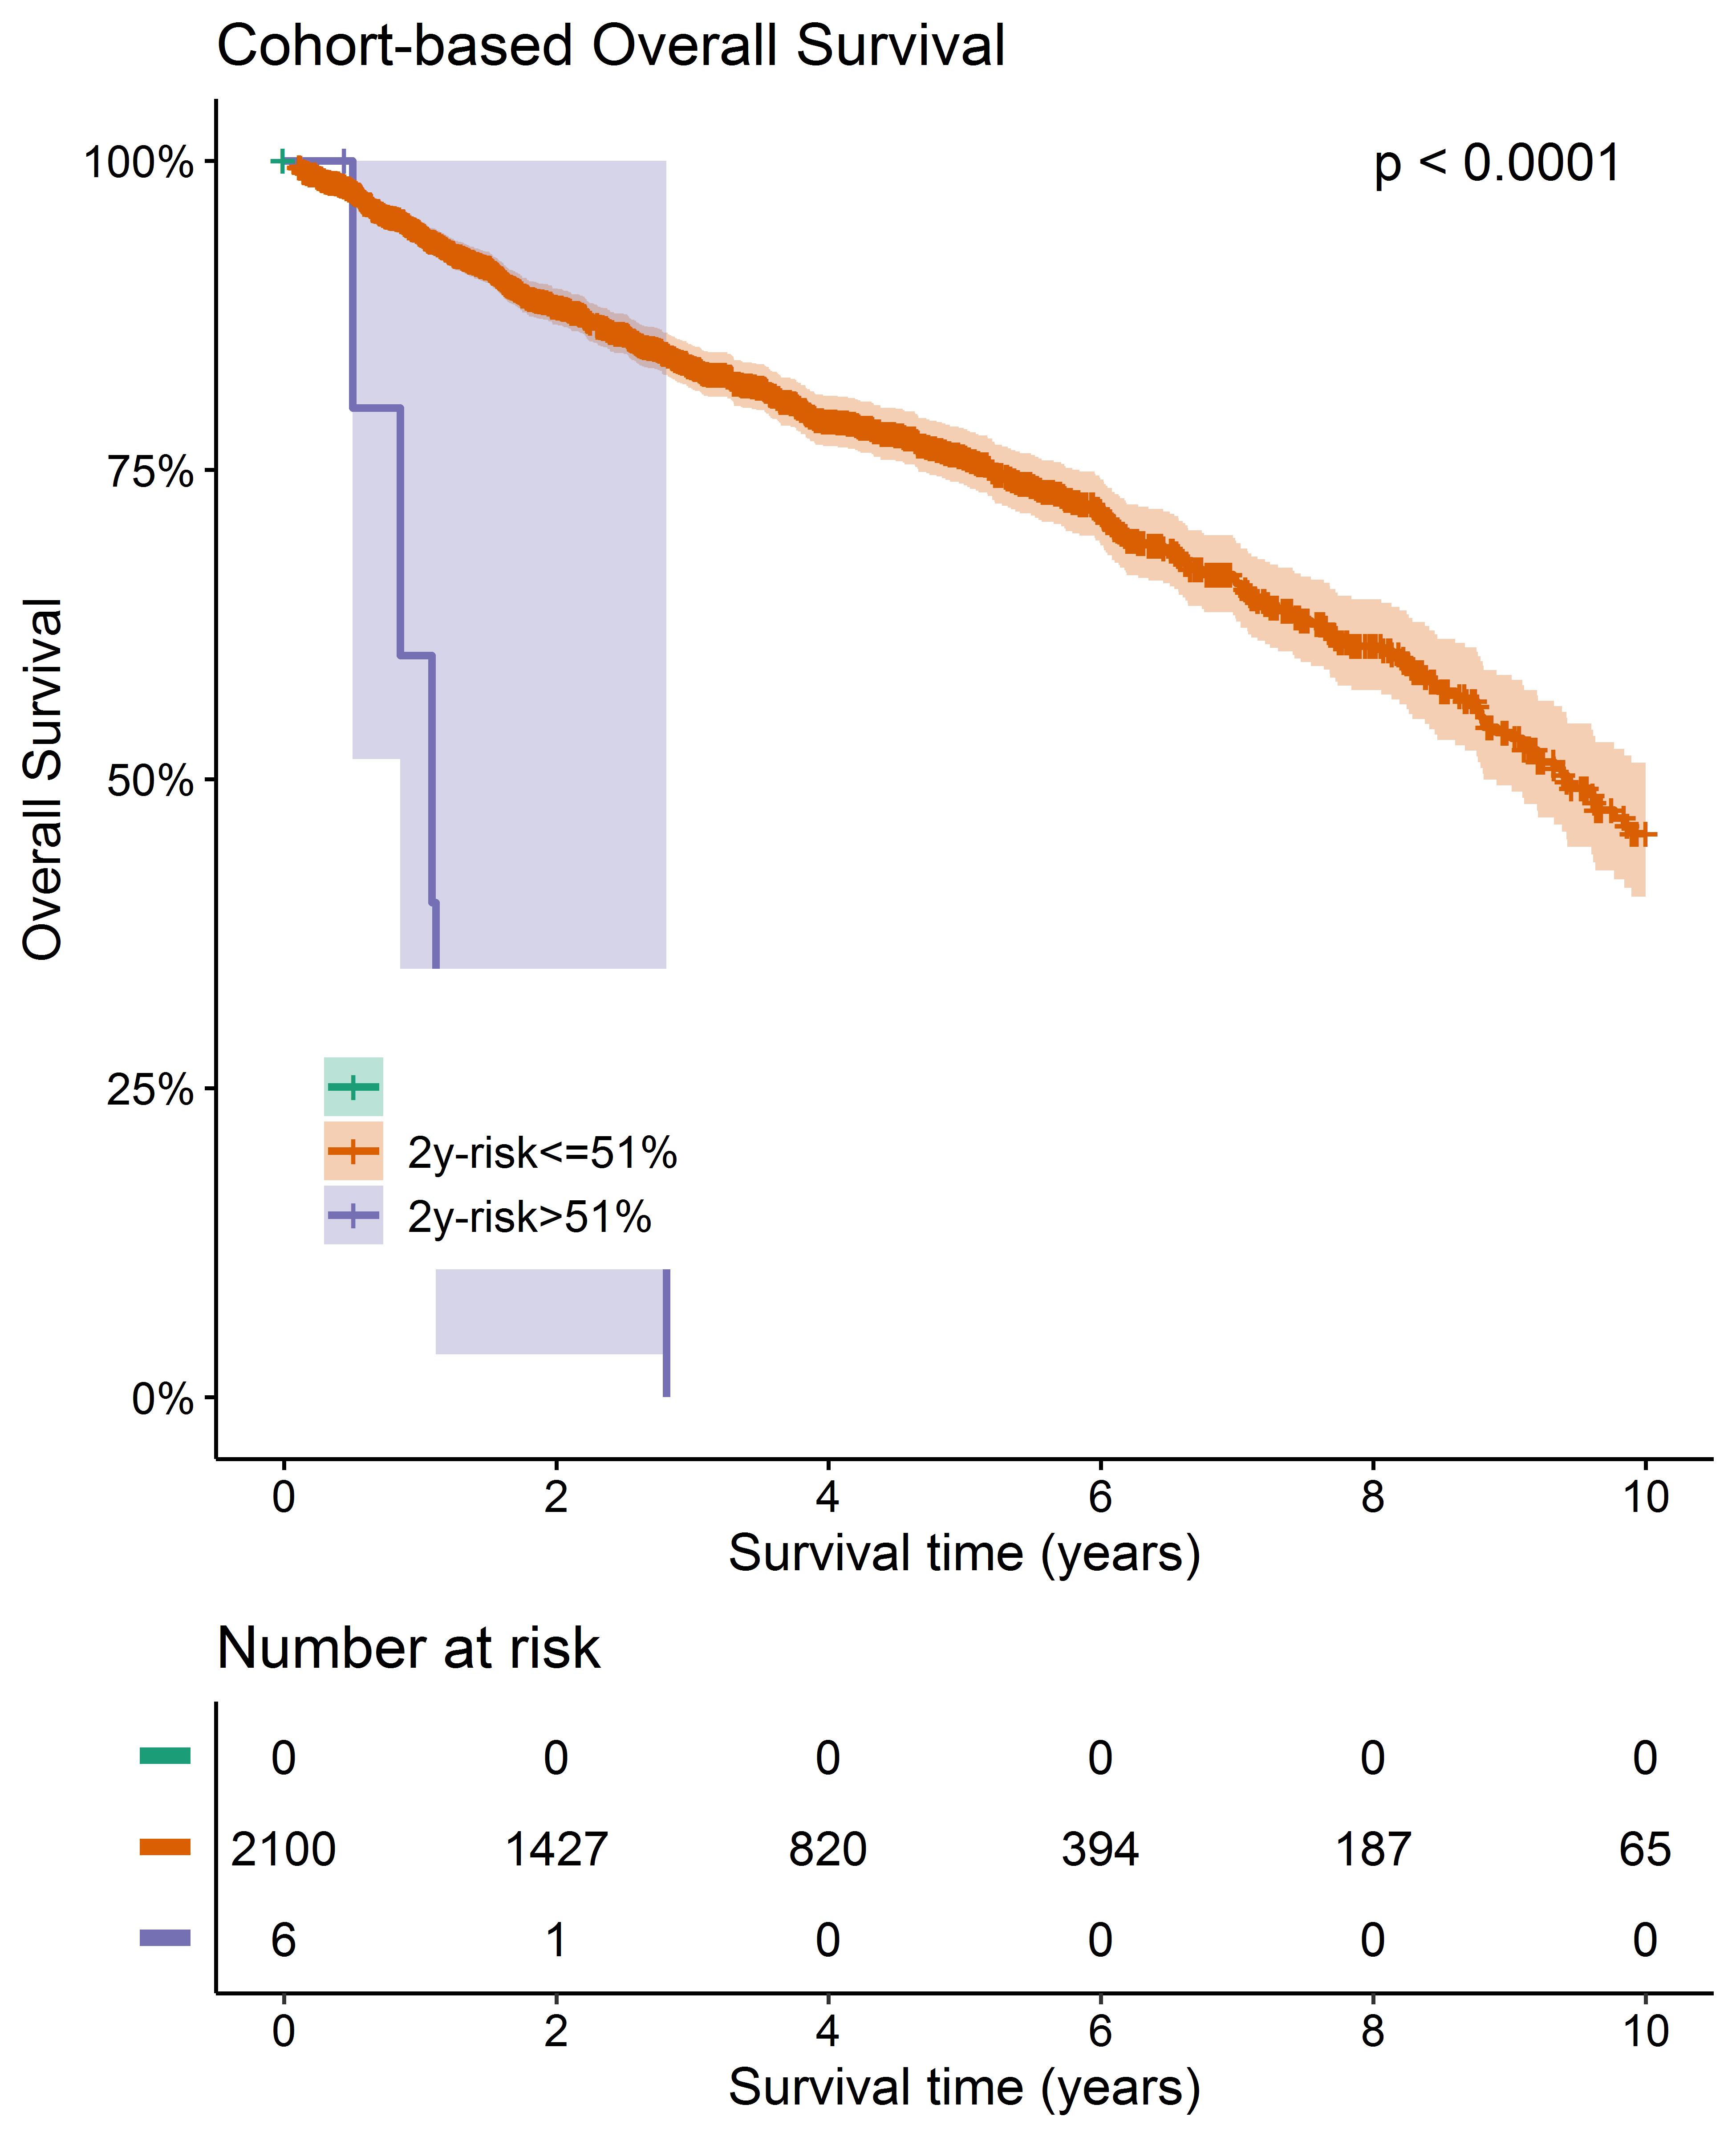 Cohort-based Overall Survival
p < 0.0001
100%
75%
50%
25%
0%
Overall Survival
2y-risk<=51%
2y-risk>51%
0 2 4 6 8 10
Survival time (years)
Number at risk
0 0 0 0 0 0
2100 1427 820 394 187 65
6 1 0 0 0 0
0 2 4 6 8 10
Survival time (years)